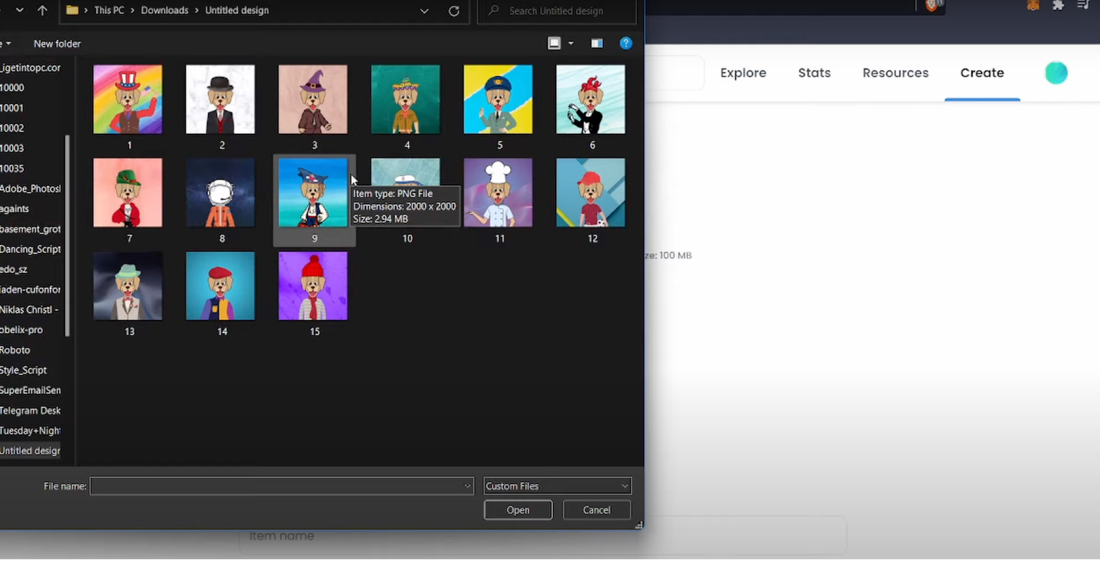 This PC > Downloads > Untitled design
Search Untitled design
New folder
Explore
Stats
Resources
Create
_igetintopc.cor
10000
10001
10002
10003
10035
Adobe_Photosl
againts
basement_grot
Dancing_Script
edo_sz
jaden-cufonfor
Niklas Christl -
obelix-pro
Roboto
Style_Script
SuperEmailSen
Telegram Desk
Tuesday+Nigh
Untitled desigr
1
2
3
4
5
6
Item type: PNG File
Dimensions: 2000 x 2000
Size: 2.94 MB
7
8
9
10
11
12
13
14
15
ze: 100 MB
File name:
Custom Files
Open
Cancel
Item name